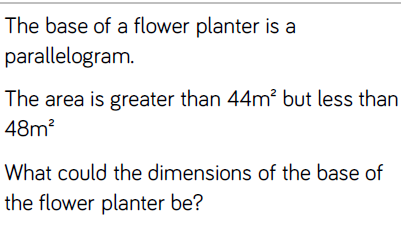 The base of a flower planter is a
parallelogram.
The area is greater than 44m² but less than
48m²
What could the dimensions of the base of
the flower planter be?